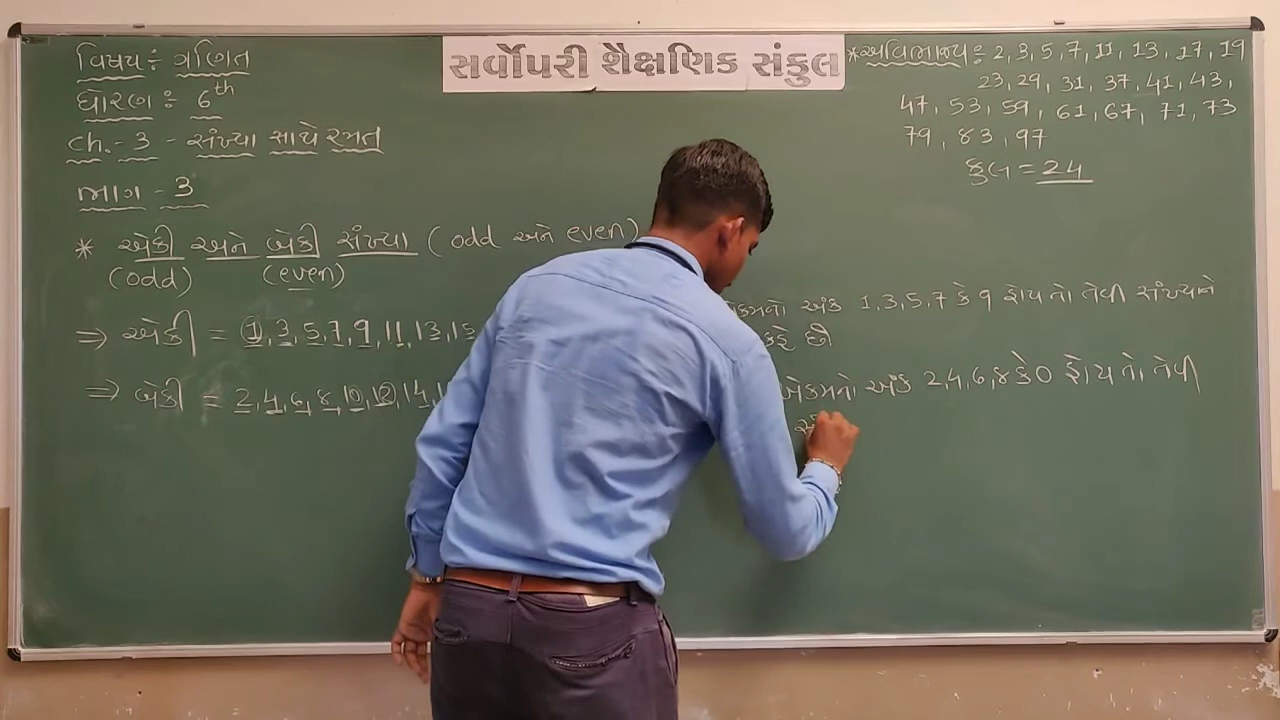 સર્વોપરી શૈક્ષણિક સંકુલ
વિષય : ગણિત
ધોરણ : 6th
ch. - 3 - સંખ્યા સાથે રમત
ભાગ - 3
* એકી અને બેકી સંખ્યા ( odd અને even)
(odd) (even)
⇒ એકી = 1, 3, 5, 7, 9, 11, 13, 15
⇒ બેકી = 2, 4, 6, 8, 10, 12, 14, 1
* અવિભાજ્ય = 2, 3, 5, 7, 11, 13, 17, 19
23, 29, 31, 37, 41, 43,
47, 53, 59, 61, 67, 71, 73
79, 83, 97
કુલ = 24
અંક 1, 3, 5, 7 કે 9 હોય તો તેવી સંખ્યાને
કહે છી
એકમનો અંક 2, 4, 6, 8 કે 0 હોય તો તેવી